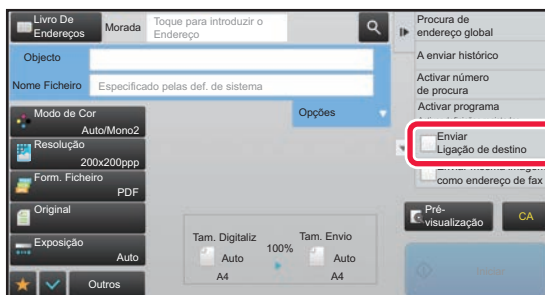 Livro De
Endereços
Morada
Toque para introduzir o
Endereço
Objecto
Nome Ficheiro
Especificado pelas def. de sistema
Modo de Cor
Auto/Mono2
Resolução
200x200ppp
Form. Ficheiro
PDF
Original
Exposição
Auto
Outros
Opções
Tam. Digitaliz
100%
Tam. Envio
Auto
Auto
A4
A4
Procura de
endereço global
A enviar histórico
Activar número
de procura
Activar programa
Enviar
Ligação de destino
como endereço de fax
Pré-
visualização
CA